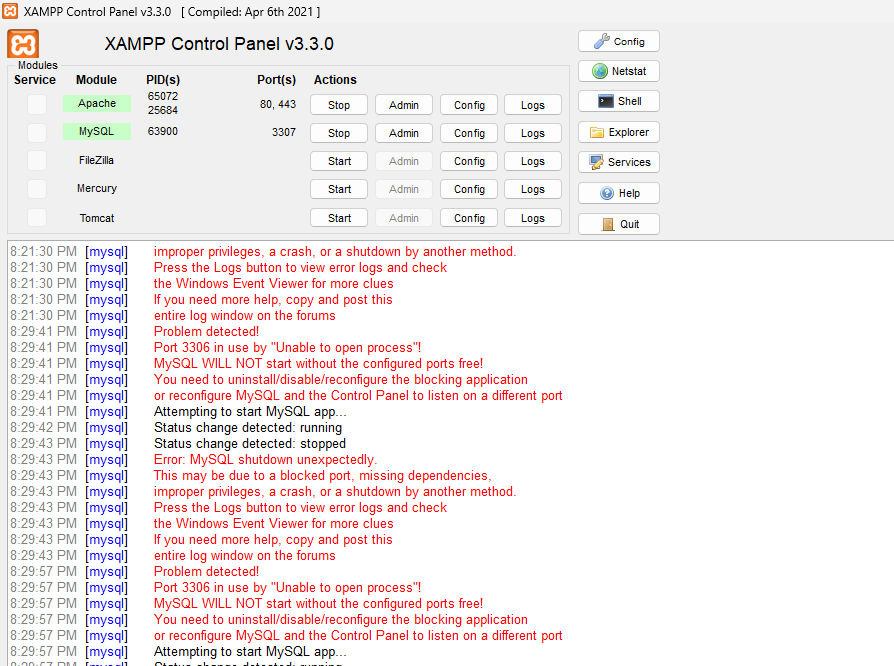 XAMPP Control Panel v3.3.0 [ Compiled: Apr 6th 2021 ]
XAMPP Control Panel v3.3.0
Config
Modules
Service Module PID(s) Port(s) Actions
Netstat
Apache 65072 25684 80, 443 Stop Admin Config Logs
Shell
MySQL 63900 3307 Stop Admin Config Logs
Explorer
FileZilla Start Admin Config Logs
Services
Mercury Start Admin Config Logs
Help
Tomcat Start Admin Config Logs
Quit
8:21:30 PM [mysql] improper privileges, a crash, or a shutdown by another method.
8:21:30 PM [mysql] Press the Logs button to view error logs and check
8:21:30 PM [mysql] the Windows Event Viewer for more clues
8:21:30 PM [mysql] If you need more help, copy and post this
8:21:30 PM [mysql] entire log window on the forums
8:29:41 PM [mysql] Problem detected!
8:29:41 PM [mysql] Port 3306 in use by "Unable to open process"!
8:29:41 PM [mysql] MySQL WILL NOT start without the configured ports free!
8:29:41 PM [mysql] You need to uninstall/disable/reconfigure the blocking application
8:29:41 PM [mysql] or reconfigure MySQL and the Control Panel to listen on a different port
8:29:41 PM [mysql] Attempting to start MySQL app...
8:29:42 PM [mysql] Status change detected: running
8:29:43 PM [mysql] Status change detected: stopped
8:29:43 PM [mysql] Error: MySQL shutdown unexpectedly.
8:29:43 PM [mysql] This may be due to a blocked port, missing dependencies,
8:29:43 PM [mysql] improper privileges, a crash, or a shutdown by another method.
8:29:43 PM [mysql] Press the Logs button to view error logs and check
8:29:43 PM [mysql] the Windows Event Viewer for more clues
8:29:43 PM [mysql] If you need more help, copy and post this
8:29:43 PM [mysql] entire log window on the forums
8:29:57 PM [mysql] Problem detected!
8:29:57 PM [mysql] Port 3306 in use by "Unable to open process"!
8:29:57 PM [mysql] MySQL WILL NOT start without the configured ports free!
8:29:57 PM [mysql] You need to uninstall/disable/reconfigure the blocking application
8:29:57 PM [mysql] or reconfigure MySQL and the Control Panel to listen on a different port
8:29:57 PM [mysql] Attempting to start MySQL app...